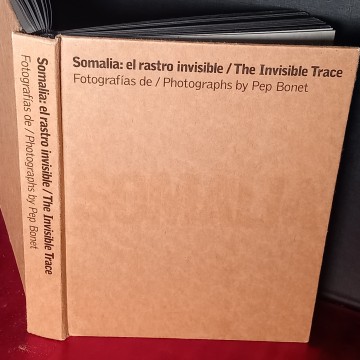 Somalia: el rastro invisible / The Invisible Trace
Fotografías de / Photographs by Pep Bonet
Somalia: el rastro invisible / The Invisible Trace
Fotografías de / Photographs by Pep Bonet